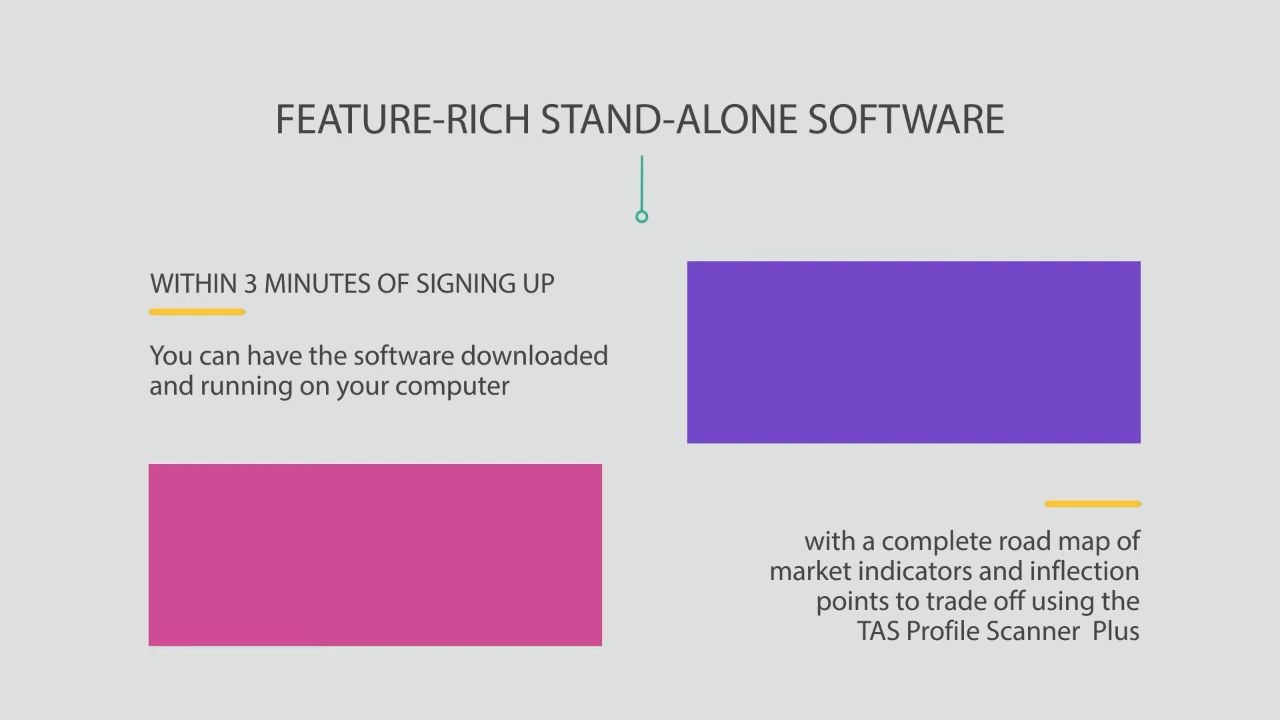 FEATURE-RICH STAND-ALONE SOFTWARE
WITHIN 3 MINUTES OF SIGNING UP
You can have the software downloaded
and running on your computer
with a complete road map of
market indicators and inflection
points to trade off using the
TAS Profile Scanner  Plus